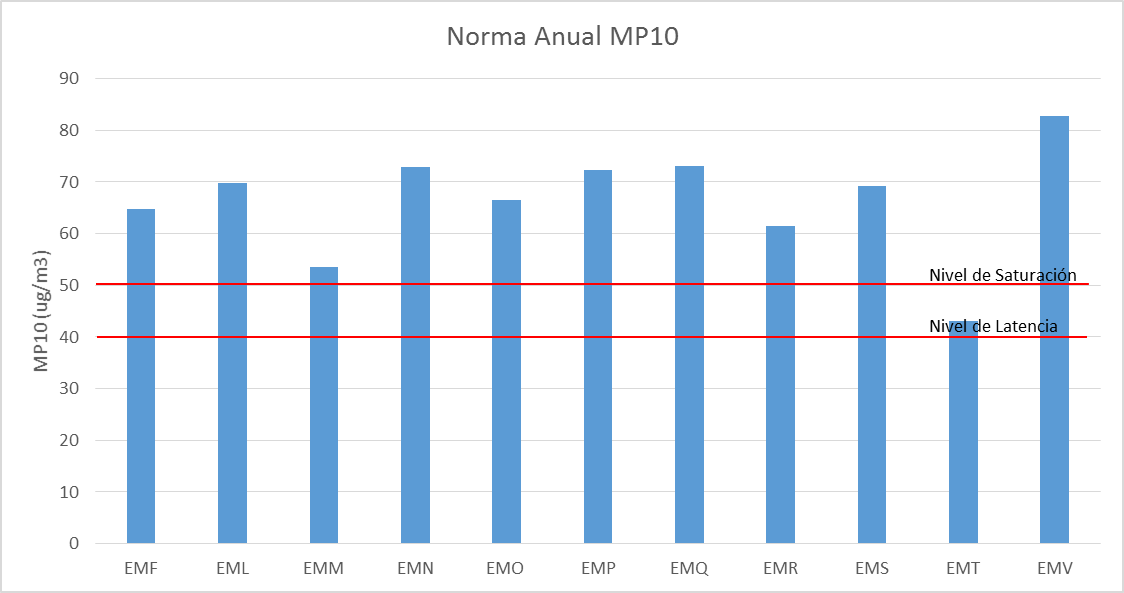 Norma Anual MP10
MP10 (ug/m3)
90
80
70
60
50
40
30
20
10
0
Nivel de Saturación
Nivel de Latencia
EMF EML EMM EMN EMO EMP EMQ EMR EMS EMT EMV